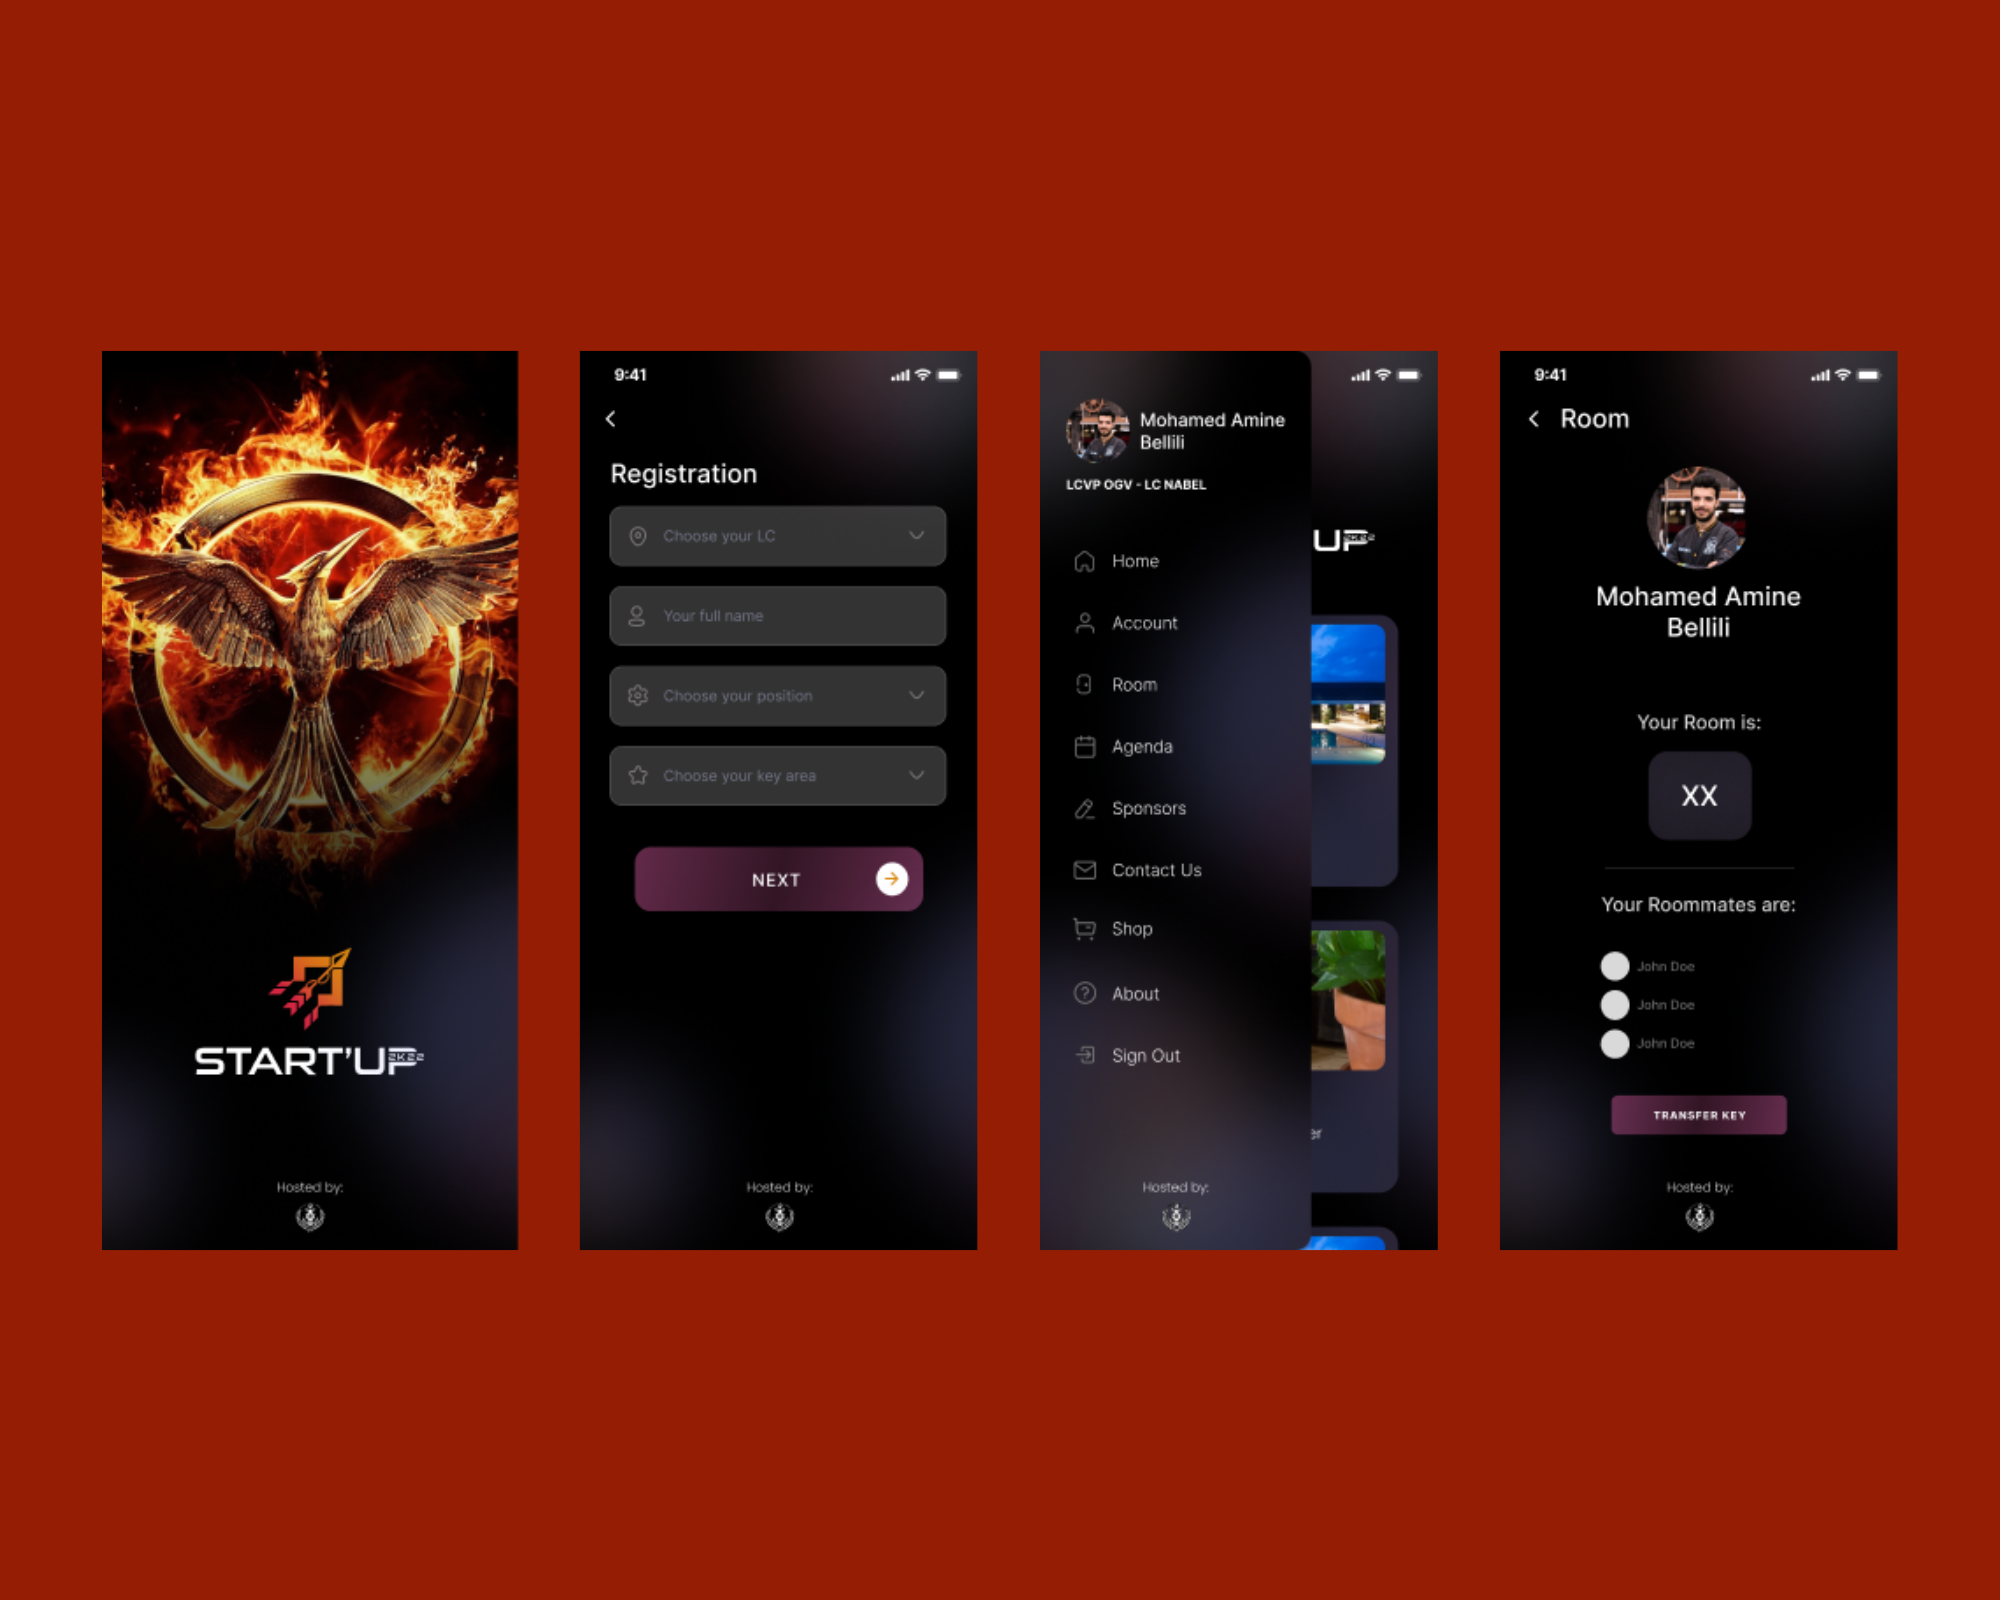 START'UP 2K22
Hosted by:
9:41
Registration
Choose your LC
Your full name
Choose your position
Choose your key area
NEXT
Hosted by:
Mohamed Amine
Bellili
LCVP OGV - LC NABEL
Home
Account
Room
Agenda
Sponsors
Contact Us
Shop
About
Sign Out
Hosted by:
UP 2K22
er
9:41
Room
Mohamed Amine
Bellili
Your Room is:
XX
Your Roommates are:
John Doe
John Doe
John Doe
TRANSFER KEY
Hosted by: